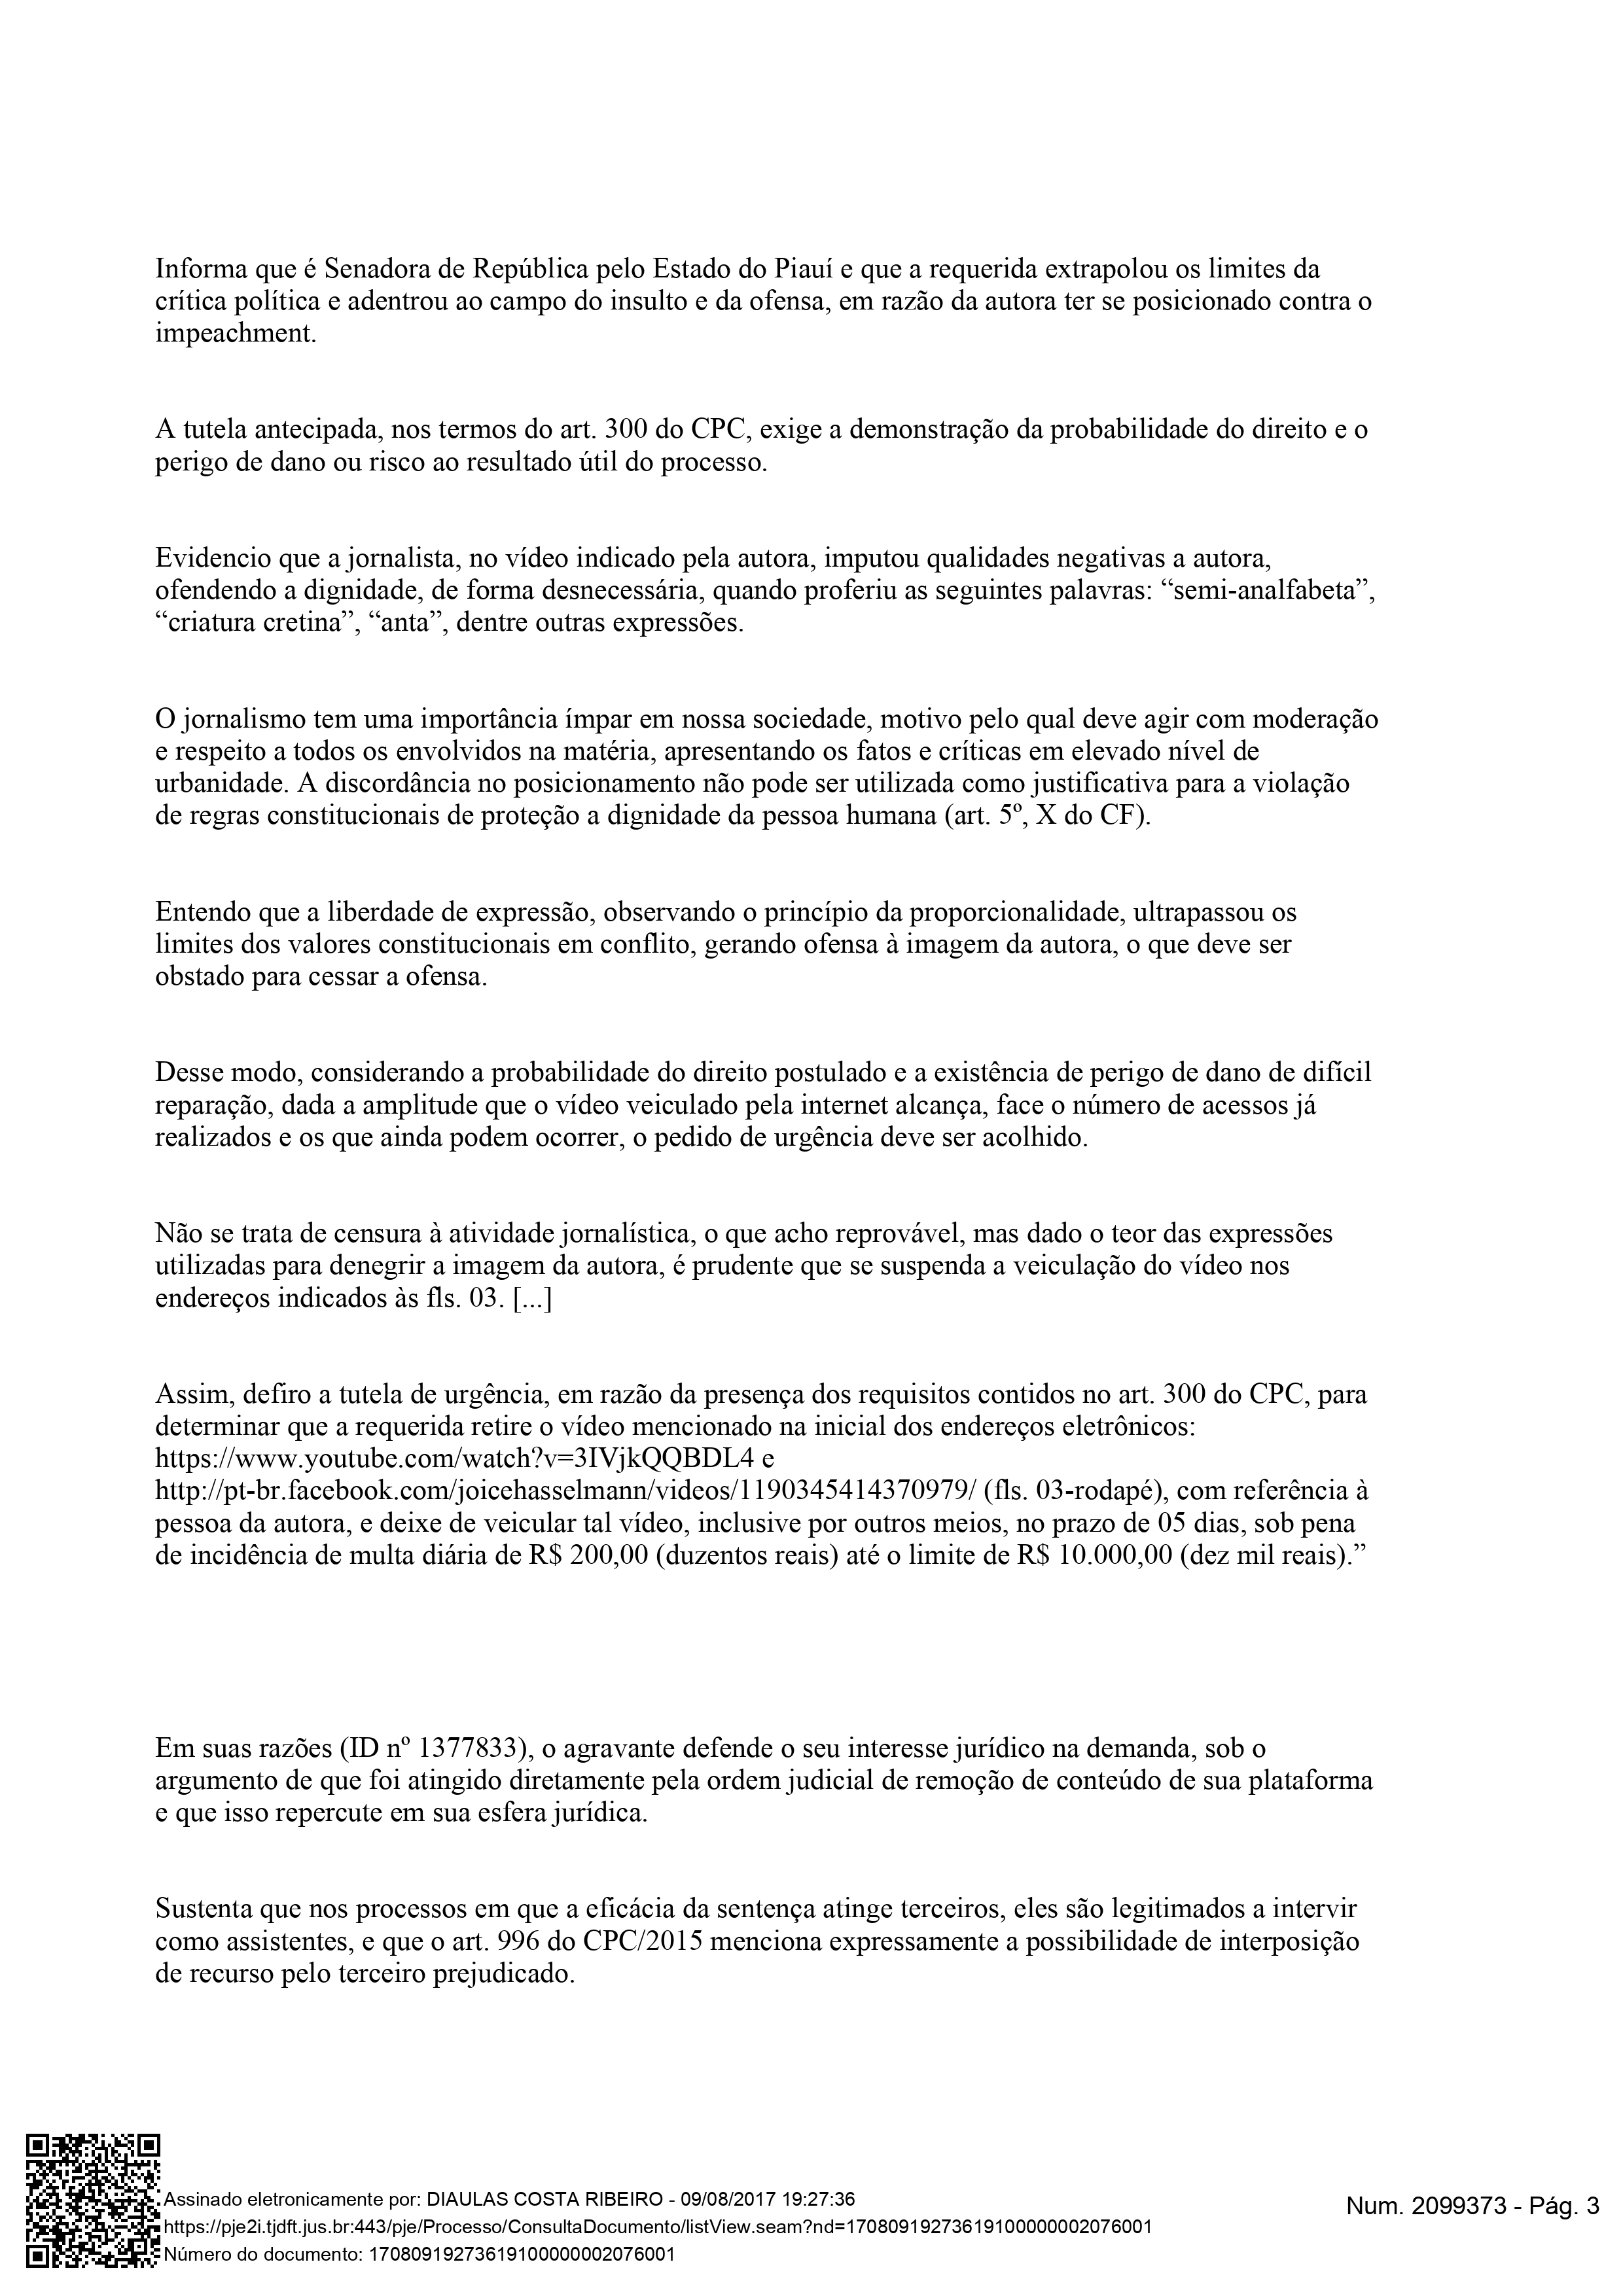 Informa que é Senadora de República pelo Estado do Piauí e que a requerida extrapolou os limites da
crítica política e adentrou ao campo do insulto e da ofensa, em razão da autora ter se posicionado contra o
impeachment.
A tutela antecipada, nos termos do art. 300 do CPC, exige a demonstração da probabilidade do direito e o
perigo de dano ou risco ao resultado útil do processo.
Evidencio que a jornalista, no vídeo indicado pela autora, imputou qualidades negativas a autora,
ofendendo a dignidade, de forma desnecessária, quando proferiu as seguintes palavras: “semi-analfabeta”,
“criatura cretina”, “anta”, dentre outras expressões.
O jornalismo tem uma importância ímpar em nossa sociedade, motivo pelo qual deve agir com moderação
e respeito a todos os envolvidos na matéria, apresentando os fatos e críticas em elevado nível de
urbanidade. A discordância no posicionamento não pode ser utilizada como justificativa para a violação
de regras constitucionais de proteção a dignidade da pessoa humana (art. 5º, X do CF).
Entendo que a liberdade de expressão, observando o princípio da proporcionalidade, ultrapassou os
limites dos valores constitucionais em conflito, gerando ofensa à imagem da autora, o que deve ser
obstado para cessar a ofensa.
Desse modo, considerando a probabilidade do direito postulado e a existência de perigo de dano de difícil
reparação, dada a amplitude que o vídeo veiculado pela internet alcança, face o número de acessos já
realizados e os que ainda podem ocorrer, o pedido de urgência deve ser acolhido.
Não se trata de censura à atividade jornalística, o que acho reprovável, mas dado o teor das expressões
utilizadas para denegrir a imagem da autora, é prudente que se suspenda a veiculação do vídeo nos
endereços indicados às fls. 03. [...]
Assim, defiro a tutela de urgência, em razão da presença dos requisitos contidos no art. 300 do CPC, para
determinar que a requerida retire o vídeo mencionado na inicial dos endereços eletrônicos:
https://www.youtube.com/watch?v=3IVjkQQBDL4 e
http://pt-br.facebook.com/joicehasselmann/videos/1190345414370979/ (fls. 03-rodapé), com referência à
pessoa da autora, e deixe de veicular tal vídeo, inclusive por outros meios, no prazo de 05 dias, sob pena
de incidência de multa diária de R$ 200,00 (duzentos reais) até o limite de R$ 10.000,00 (dez mil reais).”
Em suas razões (ID nº 1377833), o agravante defende o seu interesse jurídico na demanda, sob o
argumento de que foi atingido diretamente pela ordem judicial de remoção de conteúdo de sua plataforma
e que isso repercute em sua esfera jurídica.
Sustenta que nos processos em que a eficácia da sentença atinge terceiros, eles são legitimados a intervir
como assistentes, e que o art. 996 do CPC/2015 menciona expressamente a possibilidade de interposição
de recurso pelo terceiro prejudicado.
Assinado eletronicamente por: DIAULAS COSTA RIBEIRO - 09/08/2017 19:27:36
https://pje2i.tjdft.jus.br:443/pje/Processo/ConsultaDocumento/listView.seam?nd=17080919273619100000002076001
Número do documento: 17080919273619100000002076001
Num. 2099373 - Pág. 3